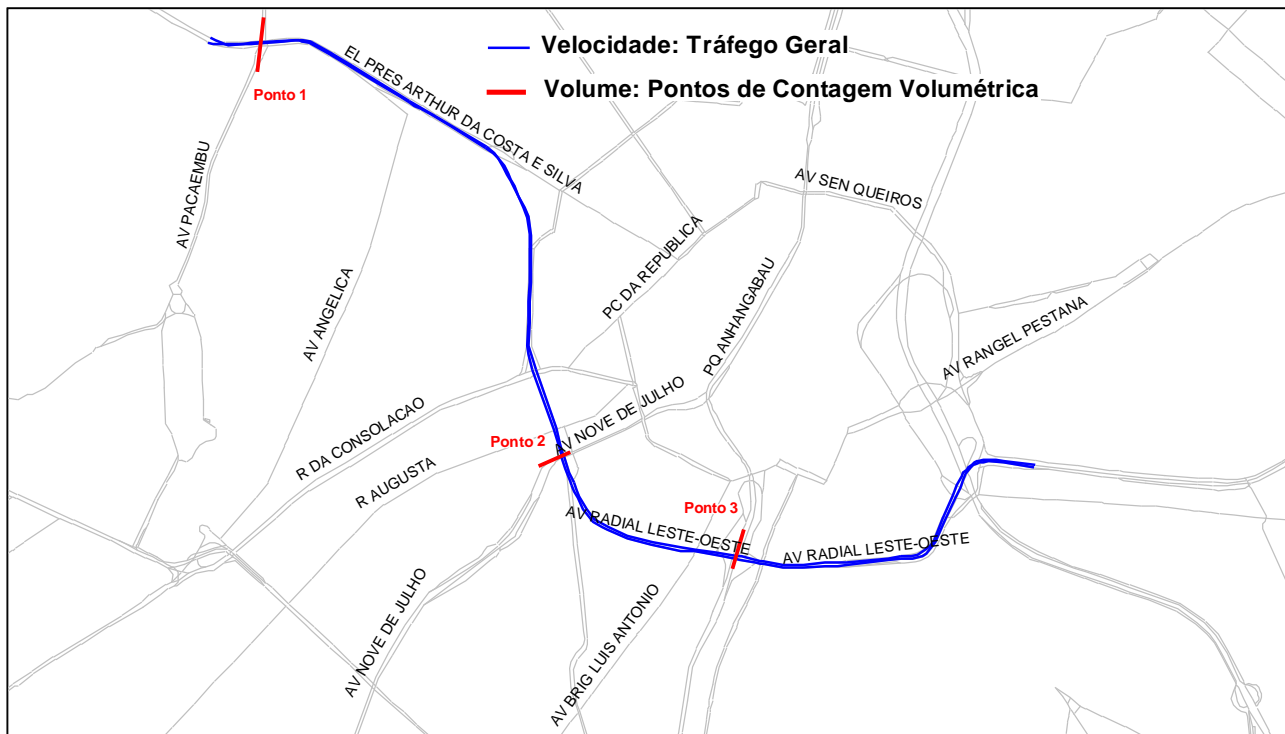 Velocidade: Tráfego Geral
Volume: Pontos de Contagem Volumétrica
Ponto 1
EL PRES ARTHUR DA COSTA E SILVA
AV PACAEMBU
AV SEN QUEIROS
PC DA REPUBLICA
AV ANGELICA
PQ ANHANGABAU
AV RANGEL PESTANA
R DA CONSOLACAO
AV NOVE DE JULHO
Ponto 2
R AUGUSTA
Ponto 3
AV RADIAL LESTE-OESTE
AV RADIAL LESTE-OESTE
AV NOVE DE JULHO
AV BRIG LUIS ANTONIO